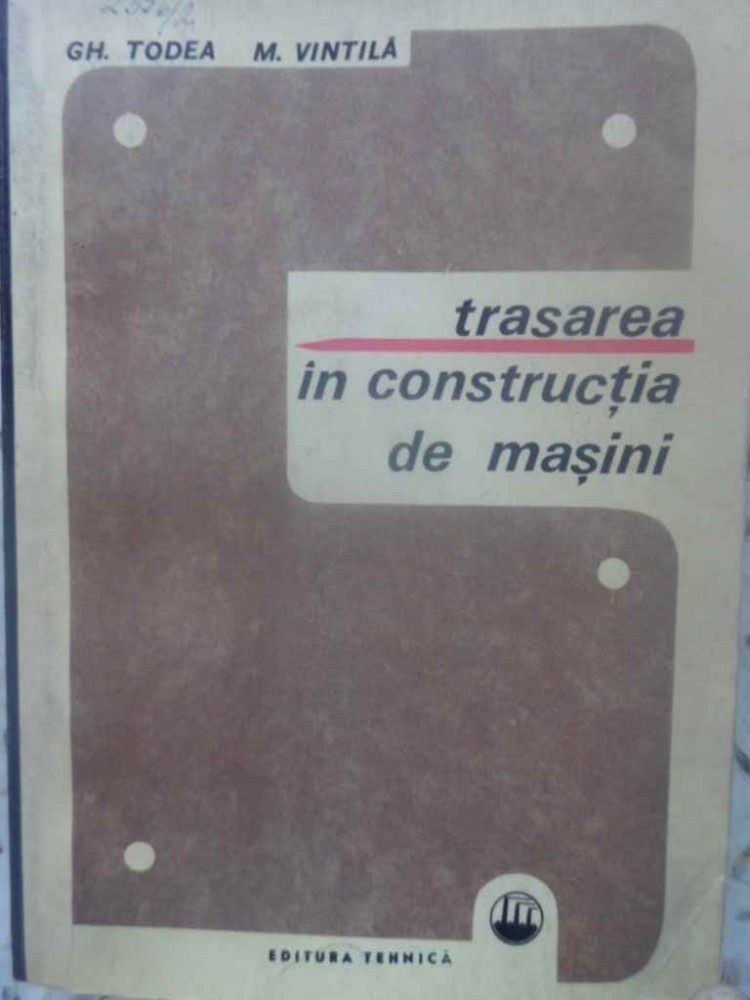 GH. TODEA M. VINTILĂ
trasarea
în construcția
de mașini
EDITURA TEHNICĂ